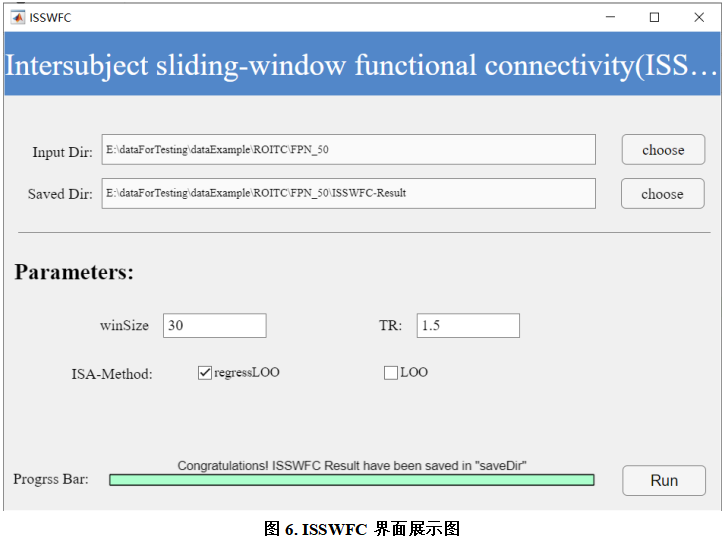 ISSWFC
Intersubject sliding-window functional connectivity(ISS...
Input Dir: E:\dataForTesting\dataExample\ROITC\FPN_50 choose
Saved Dir: E:\dataForTesting\dataExample\ROITC\FPN_50\ISSWFC-Result choose
Parameters:
winSize 30 TR: 1.5
ISA-Method: regressLOO LOO
Congratulations! ISSWFC Result have been saved in "saveDir"
Progrss Bar: Run
图 6. ISSWFC 界面展示图